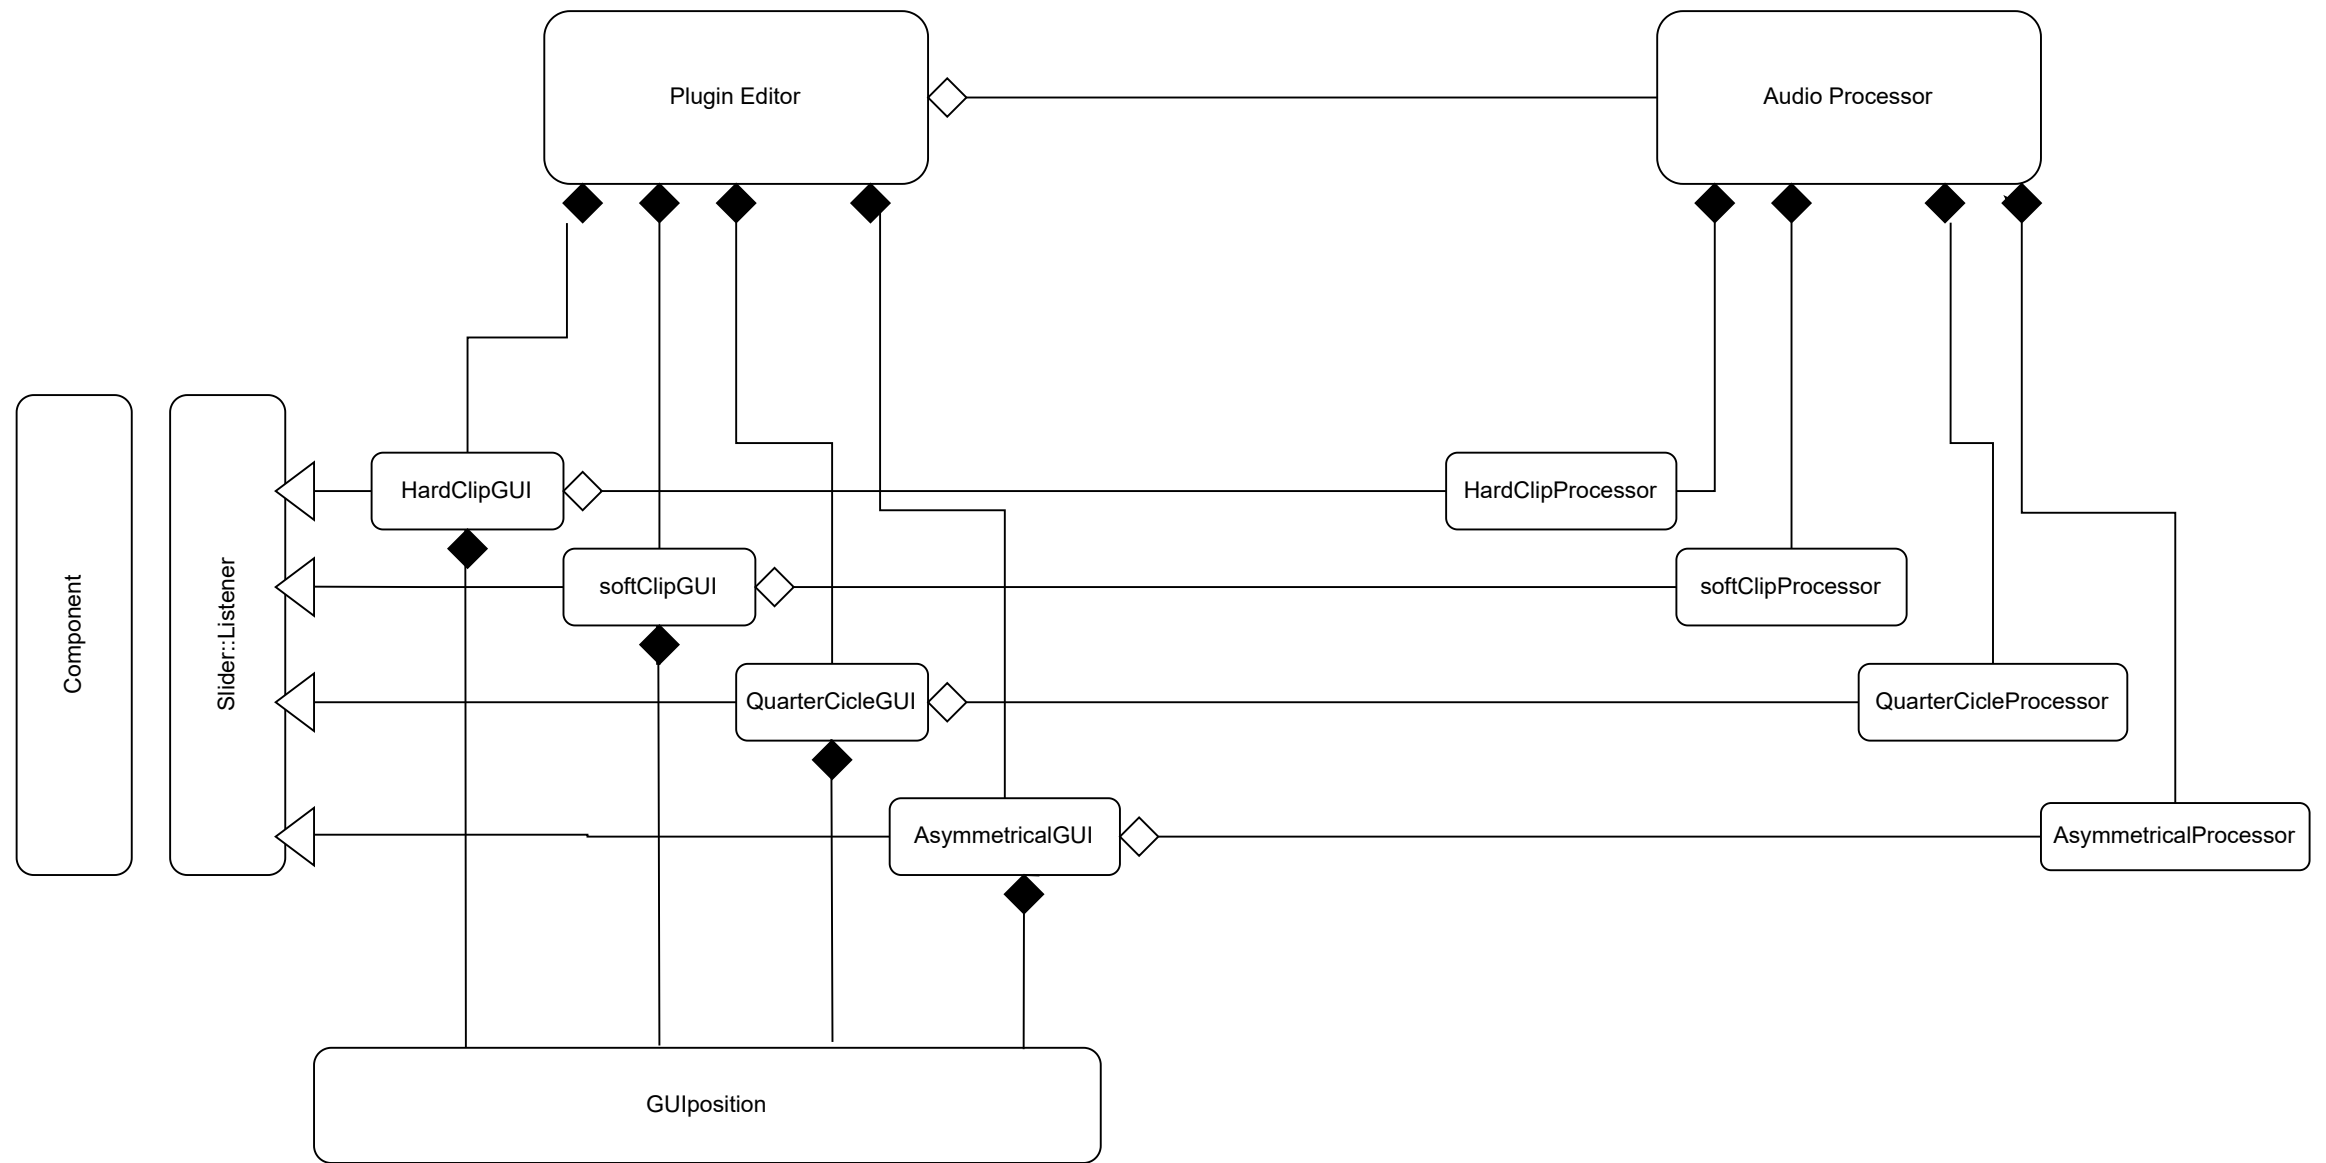 Plugin Editor
Audio Processor
HardClipGUI
HardClipProcessor
softClipGUI
softClipProcessor
Component
Slider::Listener
QuarterCicleGUI
QuarterCicleProcessor
AsymmetricalGUI
AsymmetricalProcessor
GUIposition